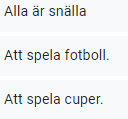 Alla är snälla
Att spela fotboll.
Att spela cuper.